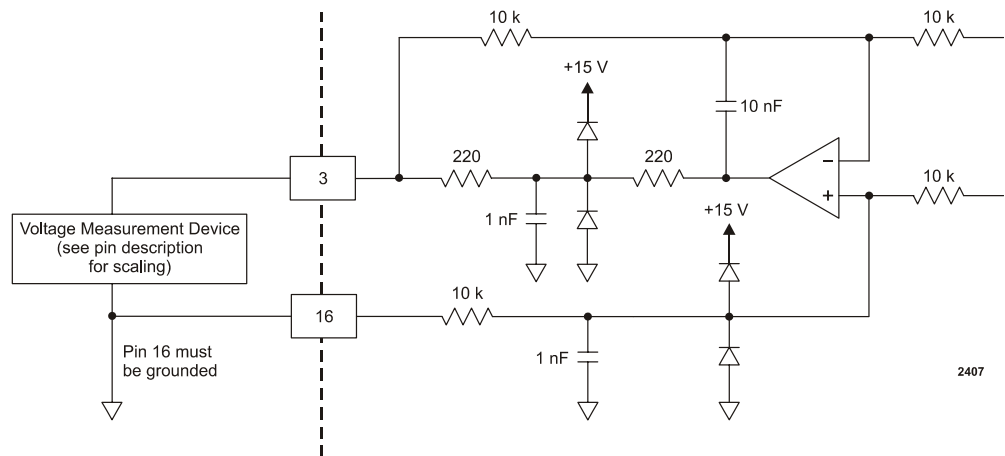 10 k
10 k
+15 V
10 nF
220
220
−
+
10 k
3
1 nF
+15 V
Voltage Measurement Device
(see pin description
for scaling)
10 k
16
1 nF
Pin 16 must
be grounded
2407